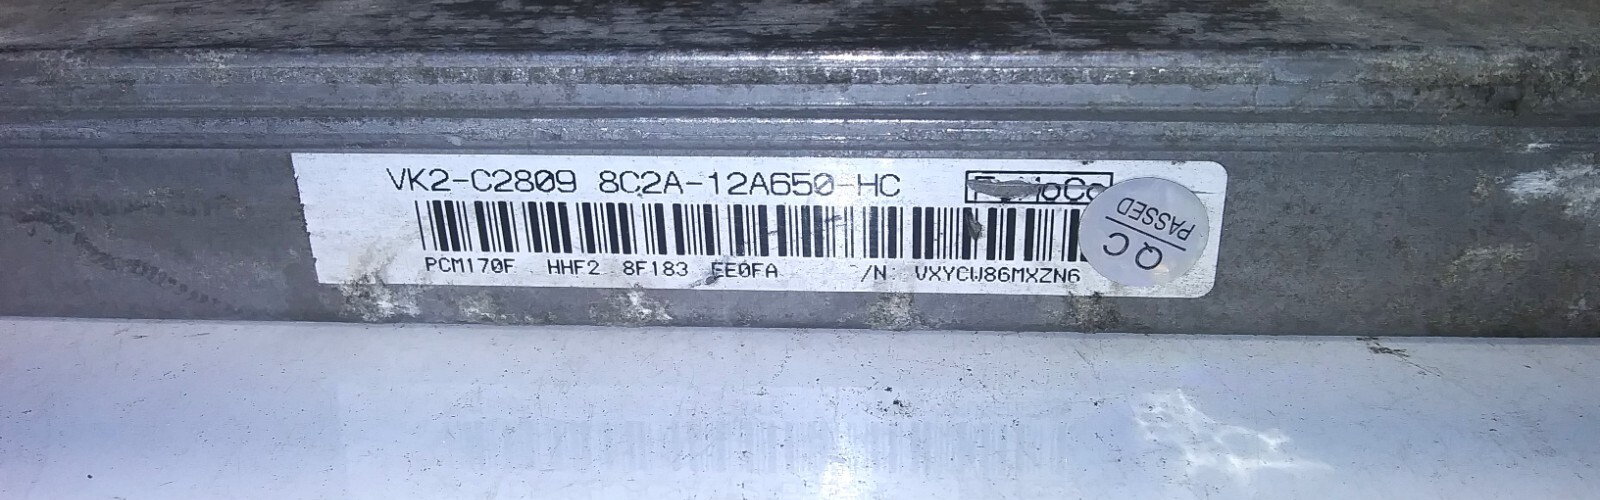 VK2-C2809 8C2A-12A650-HC
QC PASSED
PCM170F HHF2 8F183 EE0FA /N VXYCW86MXZN6